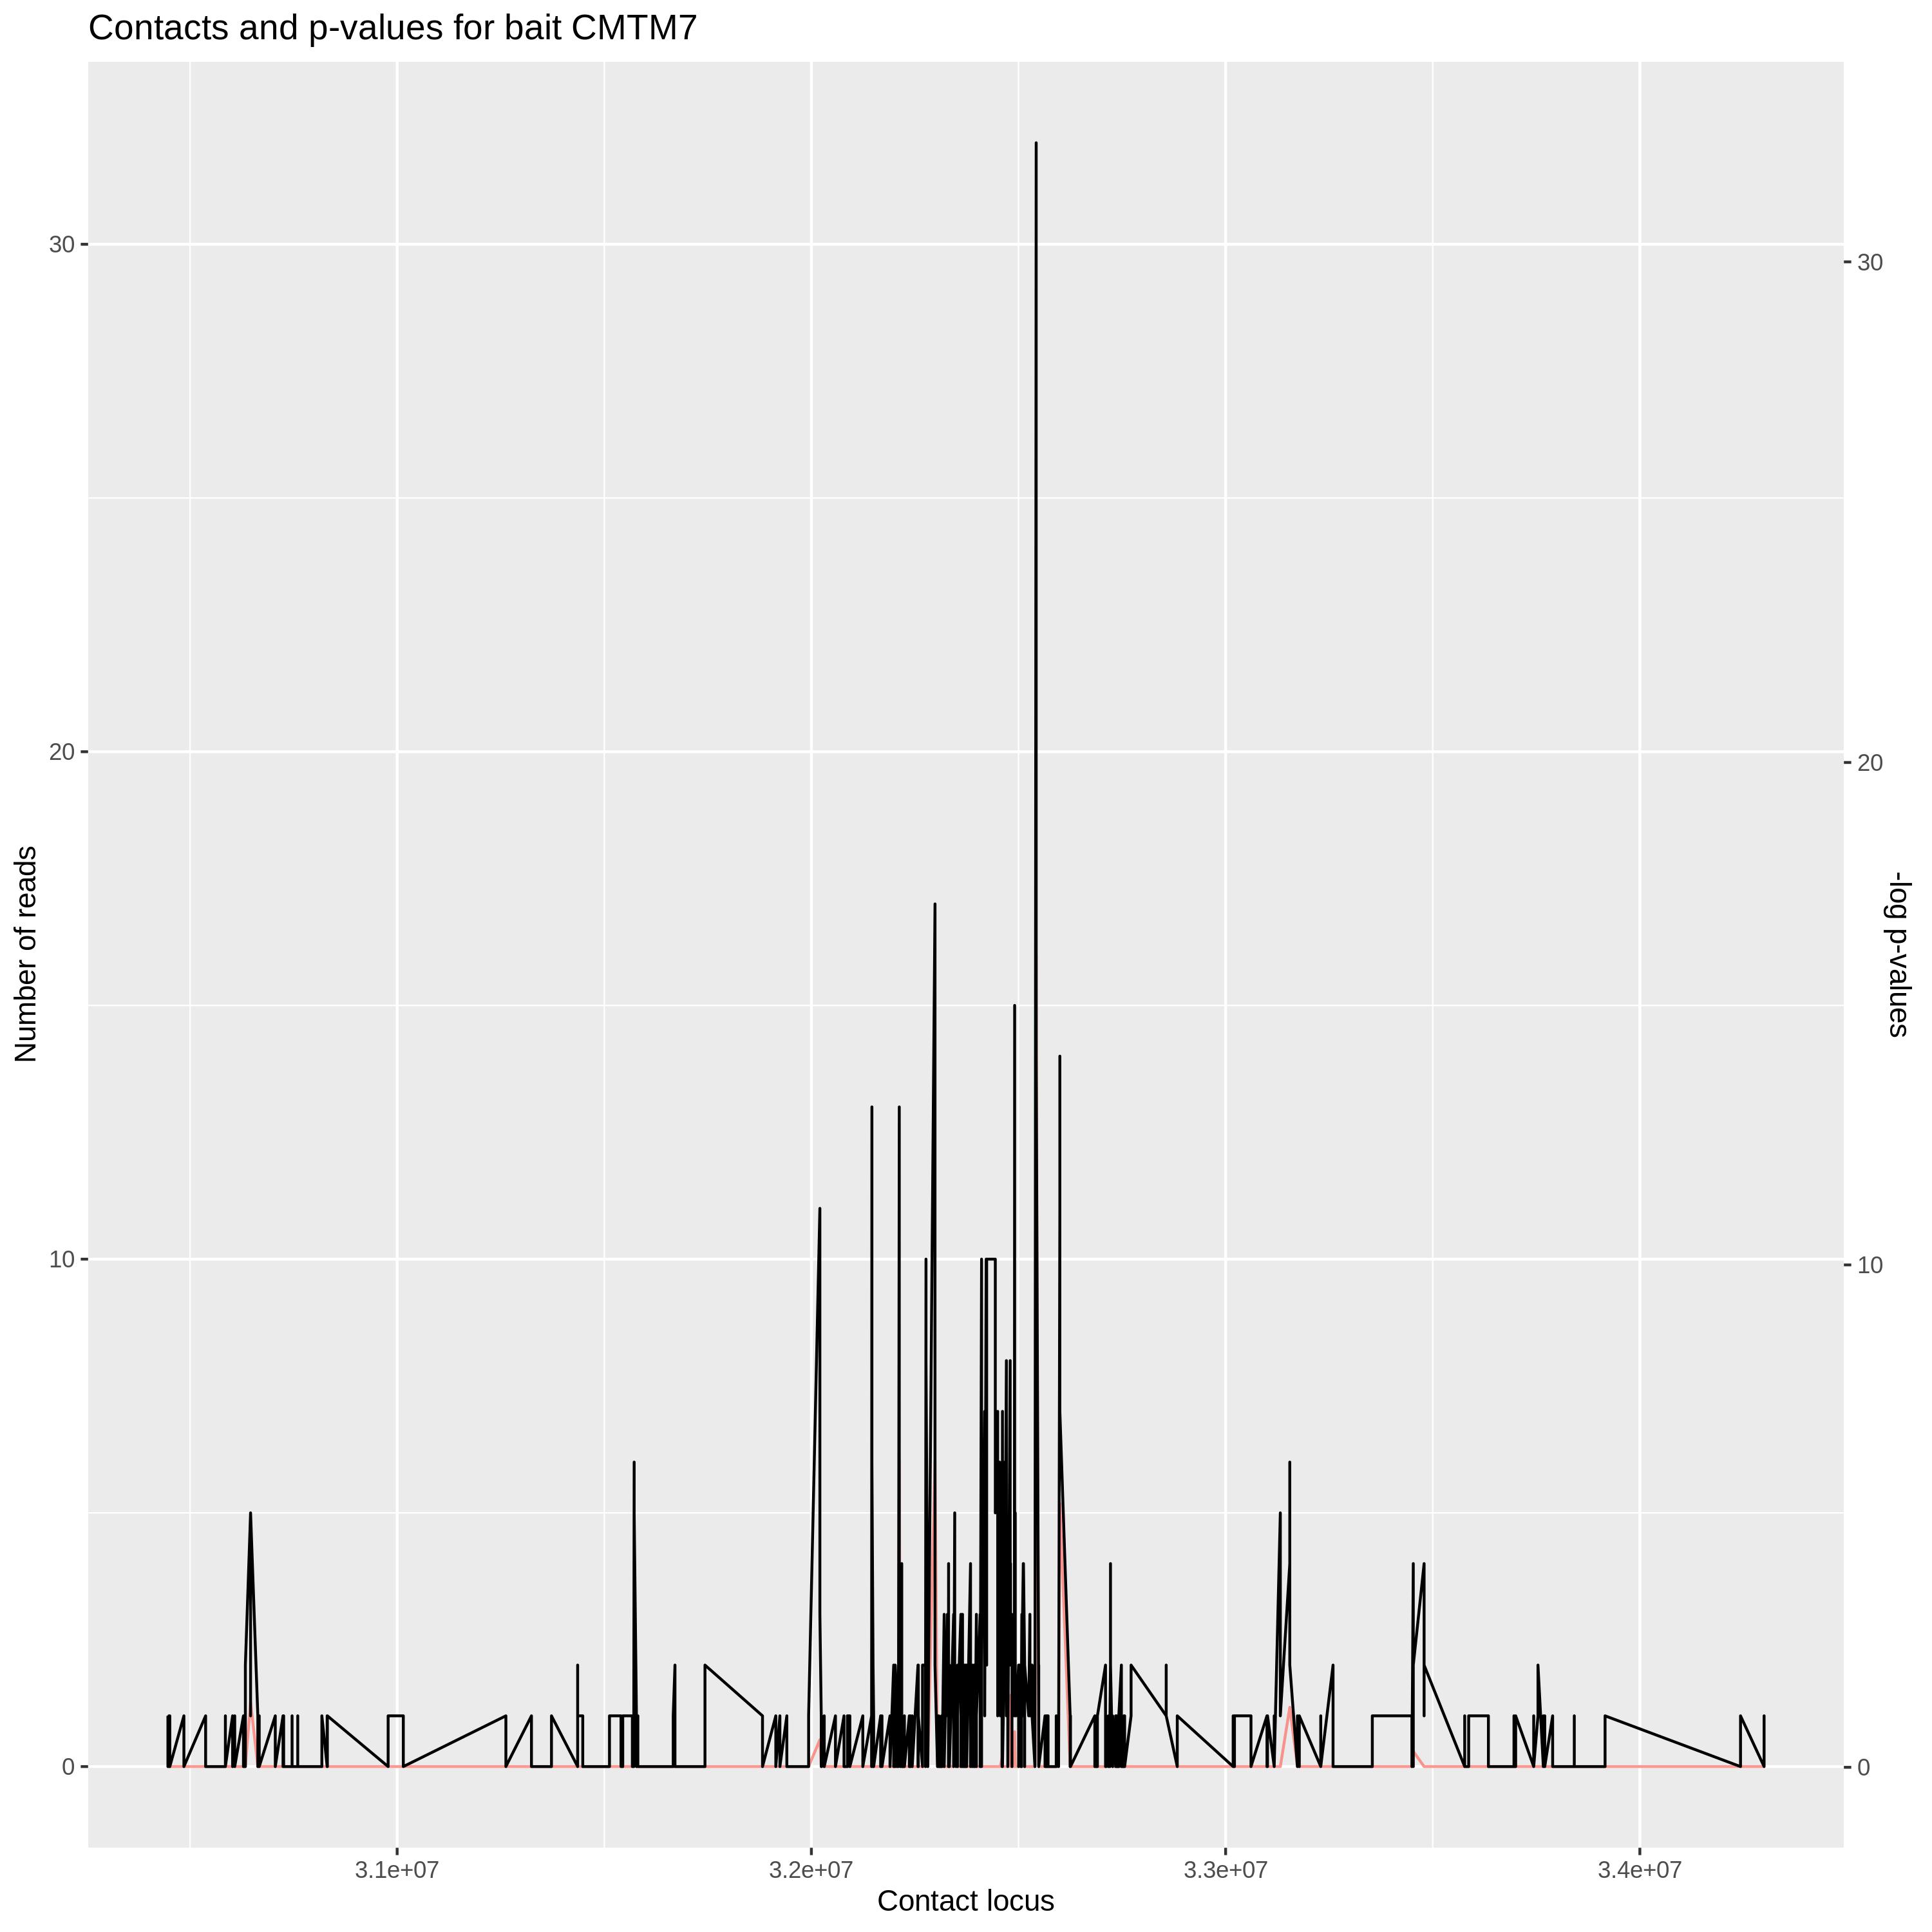 Contacts and p-values for bait CMTM7
30
20
10
0
Number of reads
30
20
10
0
-log p-values
3.1e+07 3.2e+07 3.3e+07 3.4e+07
Contact locus